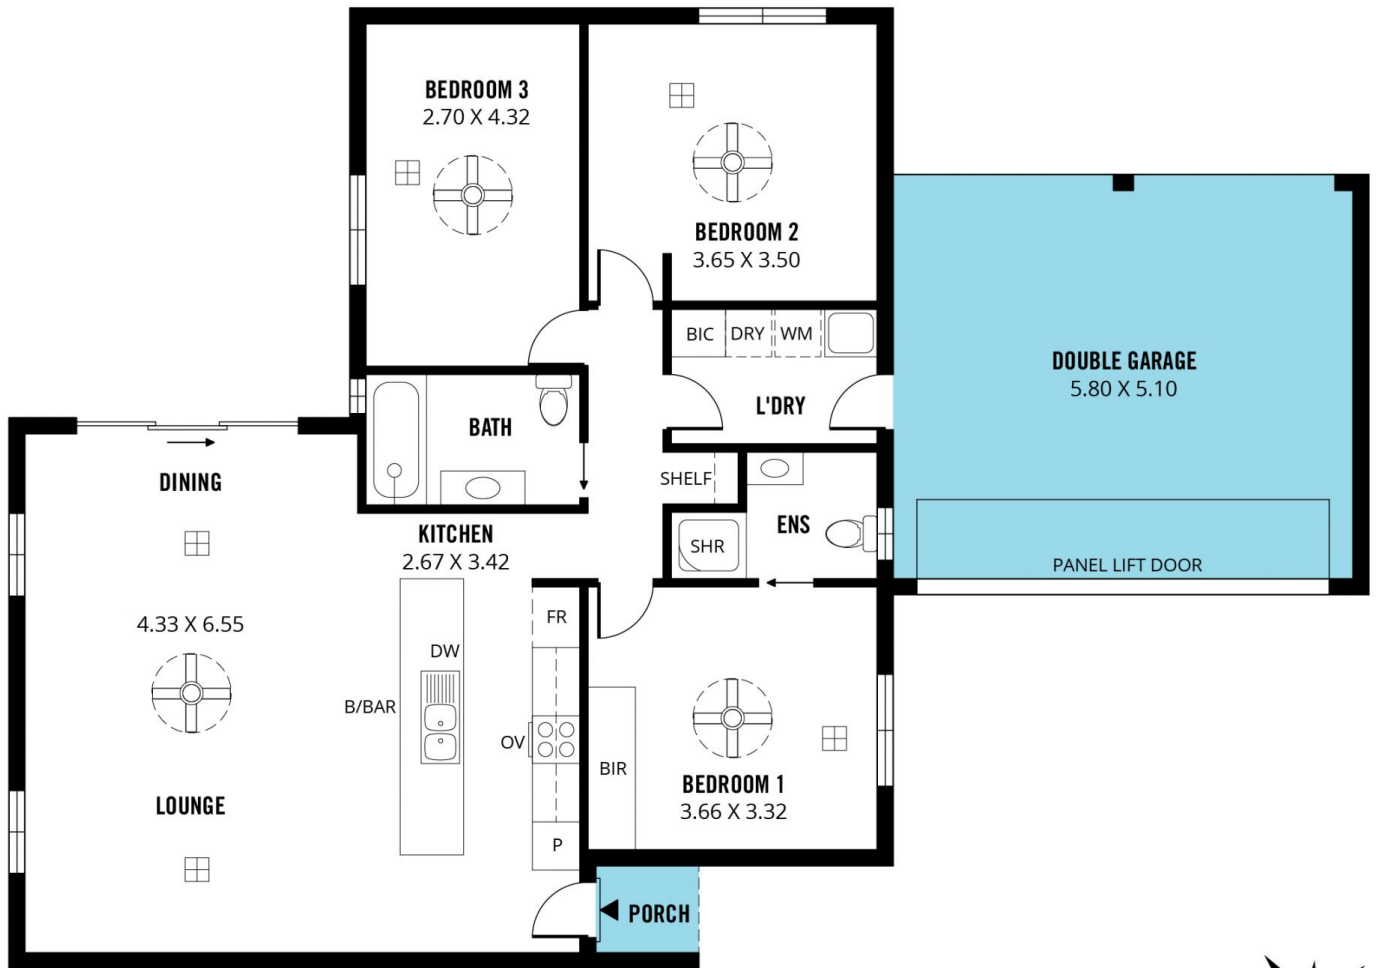 BEDROOM 3
2.70 X 4.32
BEDROOM 2
3.65 X 3.50
BIC
DRY
WM
L'DRY
DOUBLE GARAGE
5.80 X 5.10
PANEL LIFT DOOR
BATH
SHELF
ENS
SHR
DINING
KITCHEN
2.67 X 3.42
4.33 X 6.55
FR
DW
B/BAR
OV
P
LOUNGE
BIR
BEDROOM 1
3.66 X 3.32
PORCH